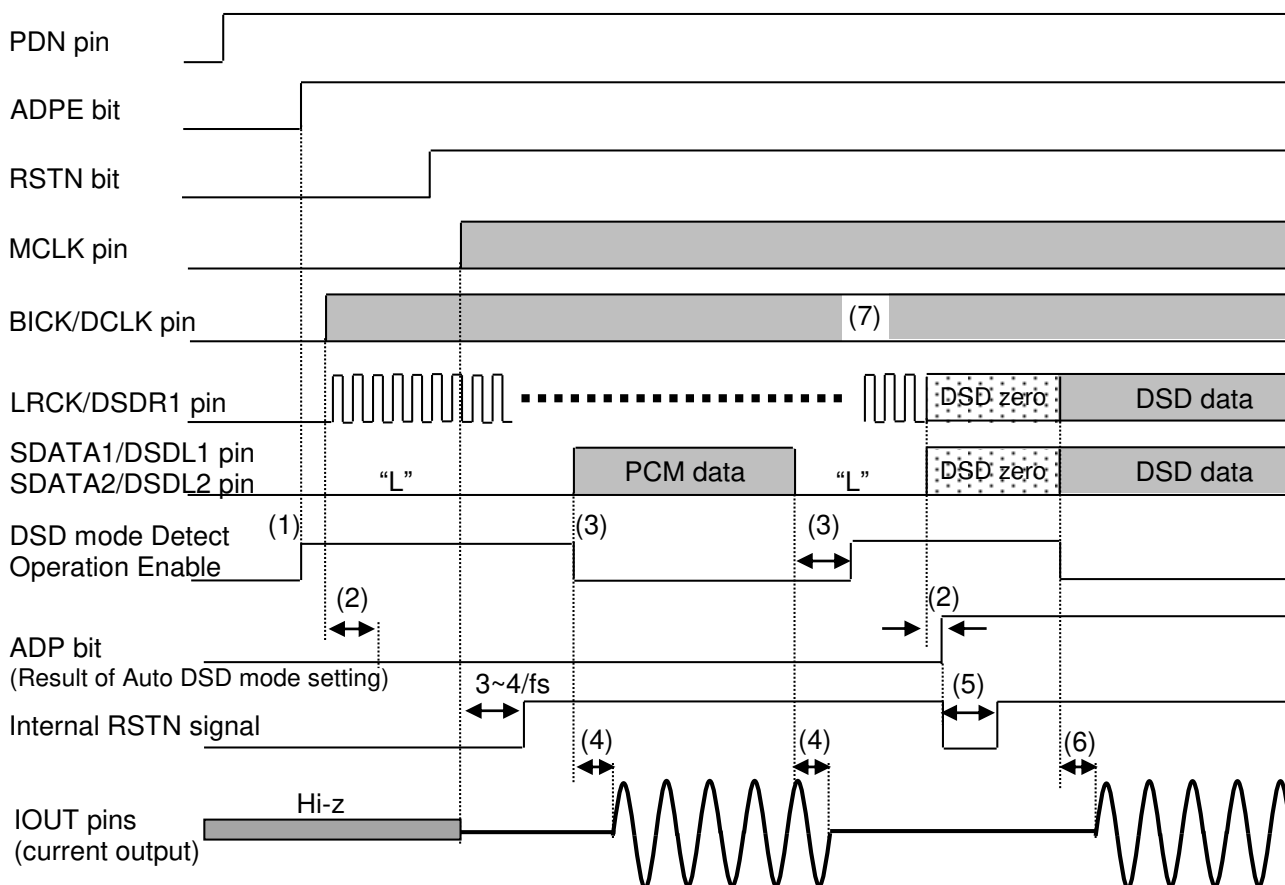 PDN pin
ADPE bit
RSTN bit
MCLK pin
BICK/DCLK pin
(7)
LRCK/DSDR1 pin
DSD zero
DSD data
SDATA1/DSDL1 pin
SDATA2/DSDL2 pin
“L”
PCM data
“L”
DSD zero
DSD data
DSD mode Detect
Operation Enable
(1)
(3)
(3)
(2)
(2)
ADP bit
(Result of Auto DSD mode setting)
3~4/fs
(5)
Internal RSTN signal
(4)
(4)
(6)
Hi-z
IOUT pins
(current output)